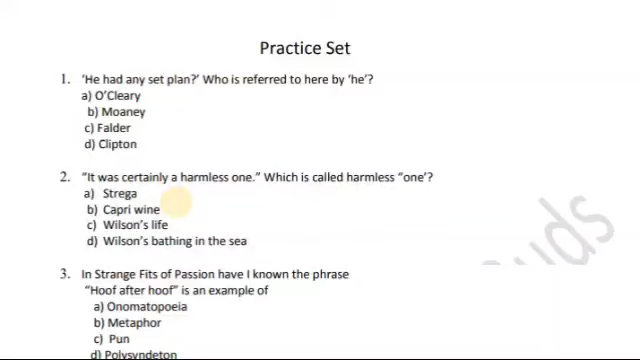 Practice Set
1. 'He had any set plan?' Who is referred to here by 'he'?
a) O'Cleary
b) Moaney
c) Falder
d) Clipton
2. "It was certainly a harmless one." Which is called harmless "one'?
a) Strega
b) Capri wine
c) Wilson's life
d) Wilson's bathing in the sea
3. In Strange Fits of Passion have I known the phrase
"Hoof after hoof" is an example of
a) Onomatopoeia
b) Metaphor
c) Pun
d) Polysyndeton